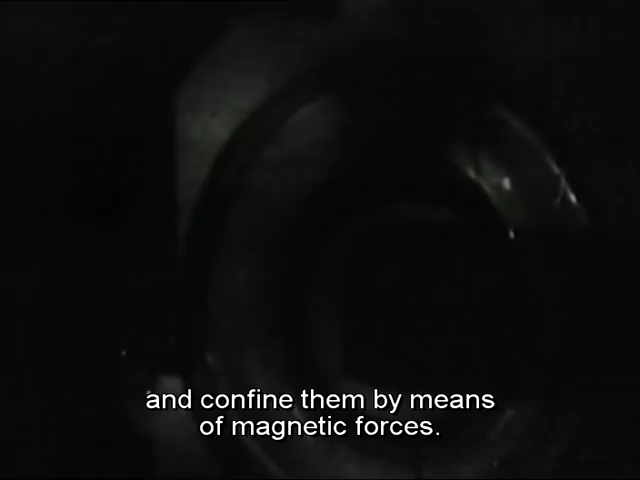 and confine them by means
of magnetic forces.